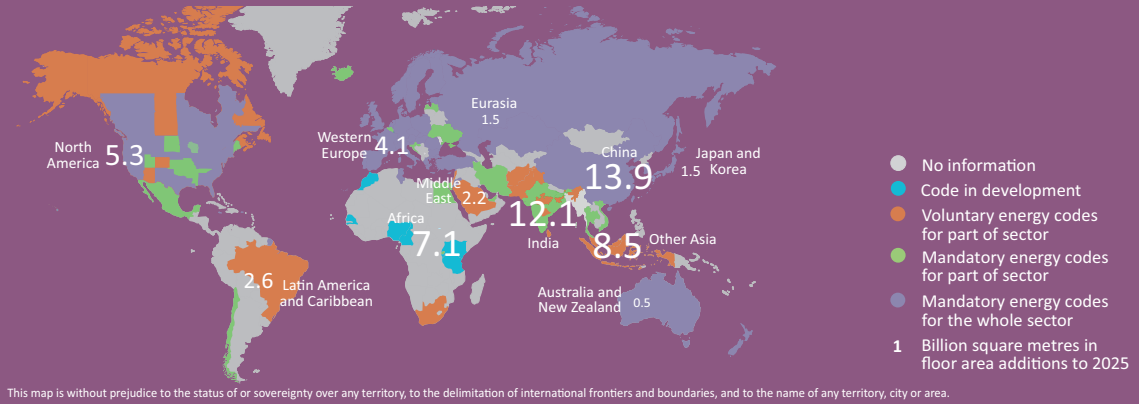 North
America
5.3
Western
Europe
4.1
Eurasia
1.5
China
13.9
Japan and
Korea
1.5
Middle
East
2.2
12.1
India
Africa
7.1
8.5
Other Asia
2.6
Latin America
and Caribbean
Australia and
New Zealand
0.5
No information
Code in development
Voluntary energy codes
for part of sector
Mandatory energy codes
for part of sector
Mandatory energy codes
for the whole sector
1 Billion square metres in
floor area additions to 2025
This map is without prejudice to the status of or sovereignty over any territory, to the delimitation of international frontiers and boundaries, and to the name of any territory, city or area.